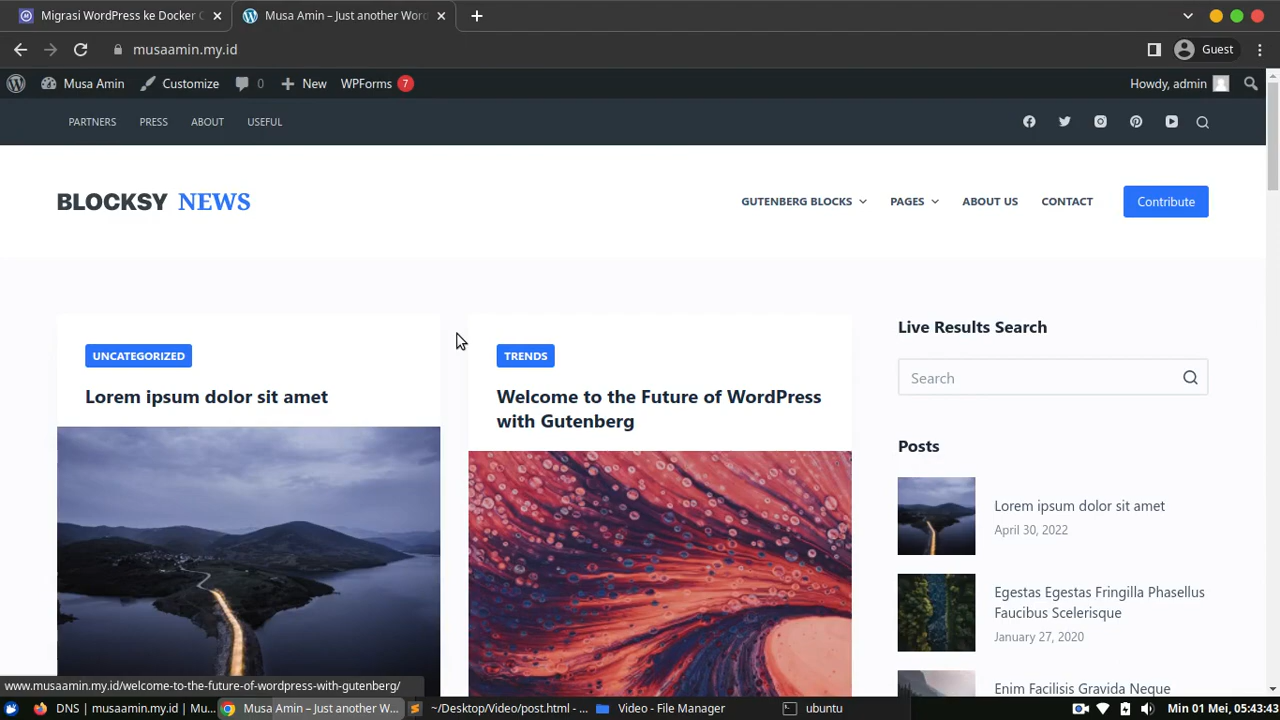 Migrasi WordPress ke Docker
Musa Amin – Just another Wor
musaamin.my.id
Guest
Musa Amin
Customize
0
New
WPForms
7
Howdy, admin
PARTNERS
PRESS
ABOUT
USEFUL
BLOCKSY NEWS
GUTENBERG BLOCKS
PAGES
ABOUT US
CONTACT
Contribute
UNCATEGORIZED
Lorem ipsum dolor sit amet
TRENDS
Welcome to the Future of WordPress
with Gutenberg
Live Results Search
Search
Posts
Lorem ipsum dolor sit amet
April 30, 2022
Egestas Egestas Fringilla Phasellus
Faucibus Scelerisque
January 27, 2020
Enim Facilisis Gravida Neque
www.musaamin.my.id/welcome-to-the-future-of-wordpress-with-gutenberg/
DNS | musaamin.my.id | Mu...
Musa Amin – Just another W...
~/Desktop/Video/post.html - ...
Video - File Manager
ubuntu
Min 01 Mei, 05:43:43